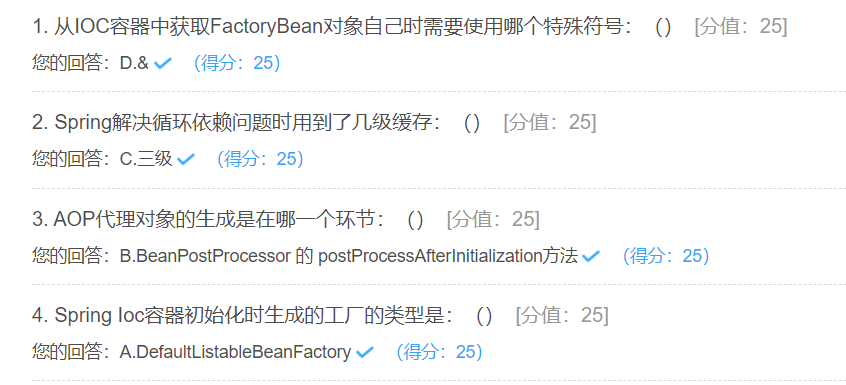 1. 从IOC容器中获取FactoryBean对象自己时需要使用哪个特殊符号：（） [分值：25]
您的回答：D.& （得分：25）
2. Spring解决循环依赖问题时用到了几级缓存：（） [分值：25]
您的回答：C.三级 （得分：25）
3. AOP代理对象的生成是在哪一个环节：（） [分值：25]
您的回答：B.BeanPostProcessor 的 postProcessAfterInitialization方法 （得分：25）
4. Spring Ioc容器初始化时生成的工厂的类型是：（） [分值：25]
您的回答：A.DefaultListableBeanFactory （得分：25）